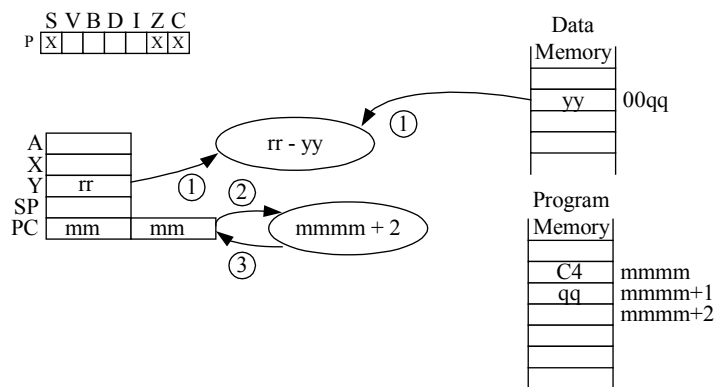 S V B D I Z C
P X X X
Data
Memory
yy 00qq
rr - yy
1
1
A
X
Y rr
SP
PC mm mm
2
mmmm + 2
3
Program
Memory
C4 mmmm
qq mmmm+1
mmmm+2